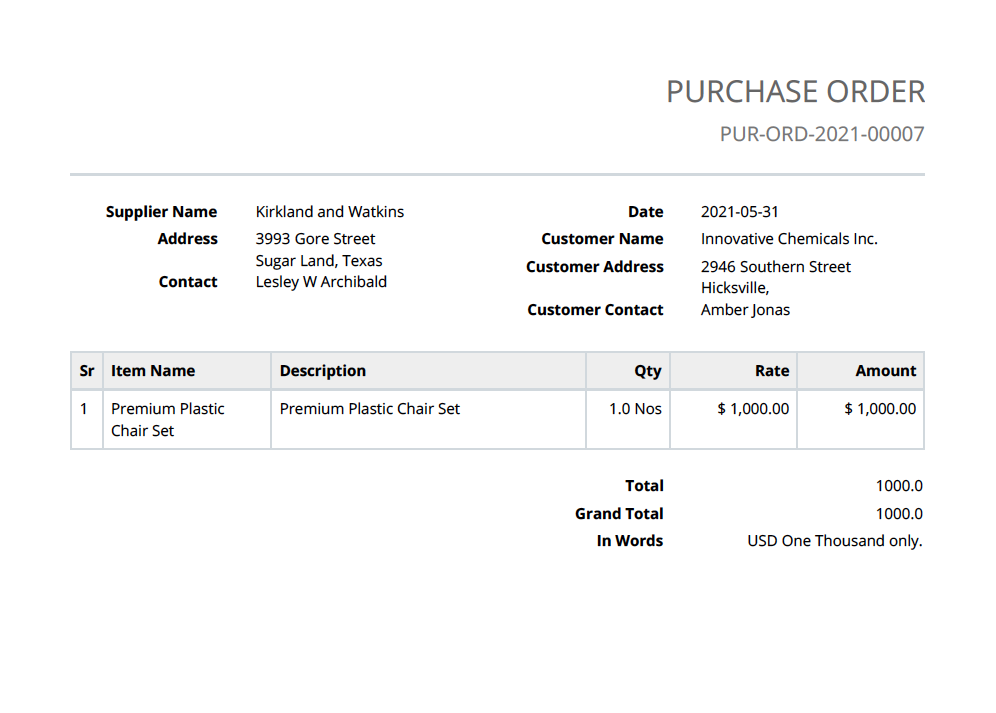 PURCHASE ORDER
PUR-ORD-2021-00007
Supplier Name Kirkland and Watkins
Address 3993 Gore Street
Sugar Land, Texas
Contact Lesley W Archibald
Date 2021-05-31
Customer Name Innovative Chemicals Inc.
Customer Address 2946 Southern Street
Hicksville,
Customer Contact Amber Jonas
Sr Item Name Description Qty Rate Amount
1 Premium Plastic Premium Plastic Chair Set 1.0 Nos $ 1,000.00 $ 1,000.00
Chair Set
Total 1000.0
Grand Total 1000.0
In Words USD One Thousand only.